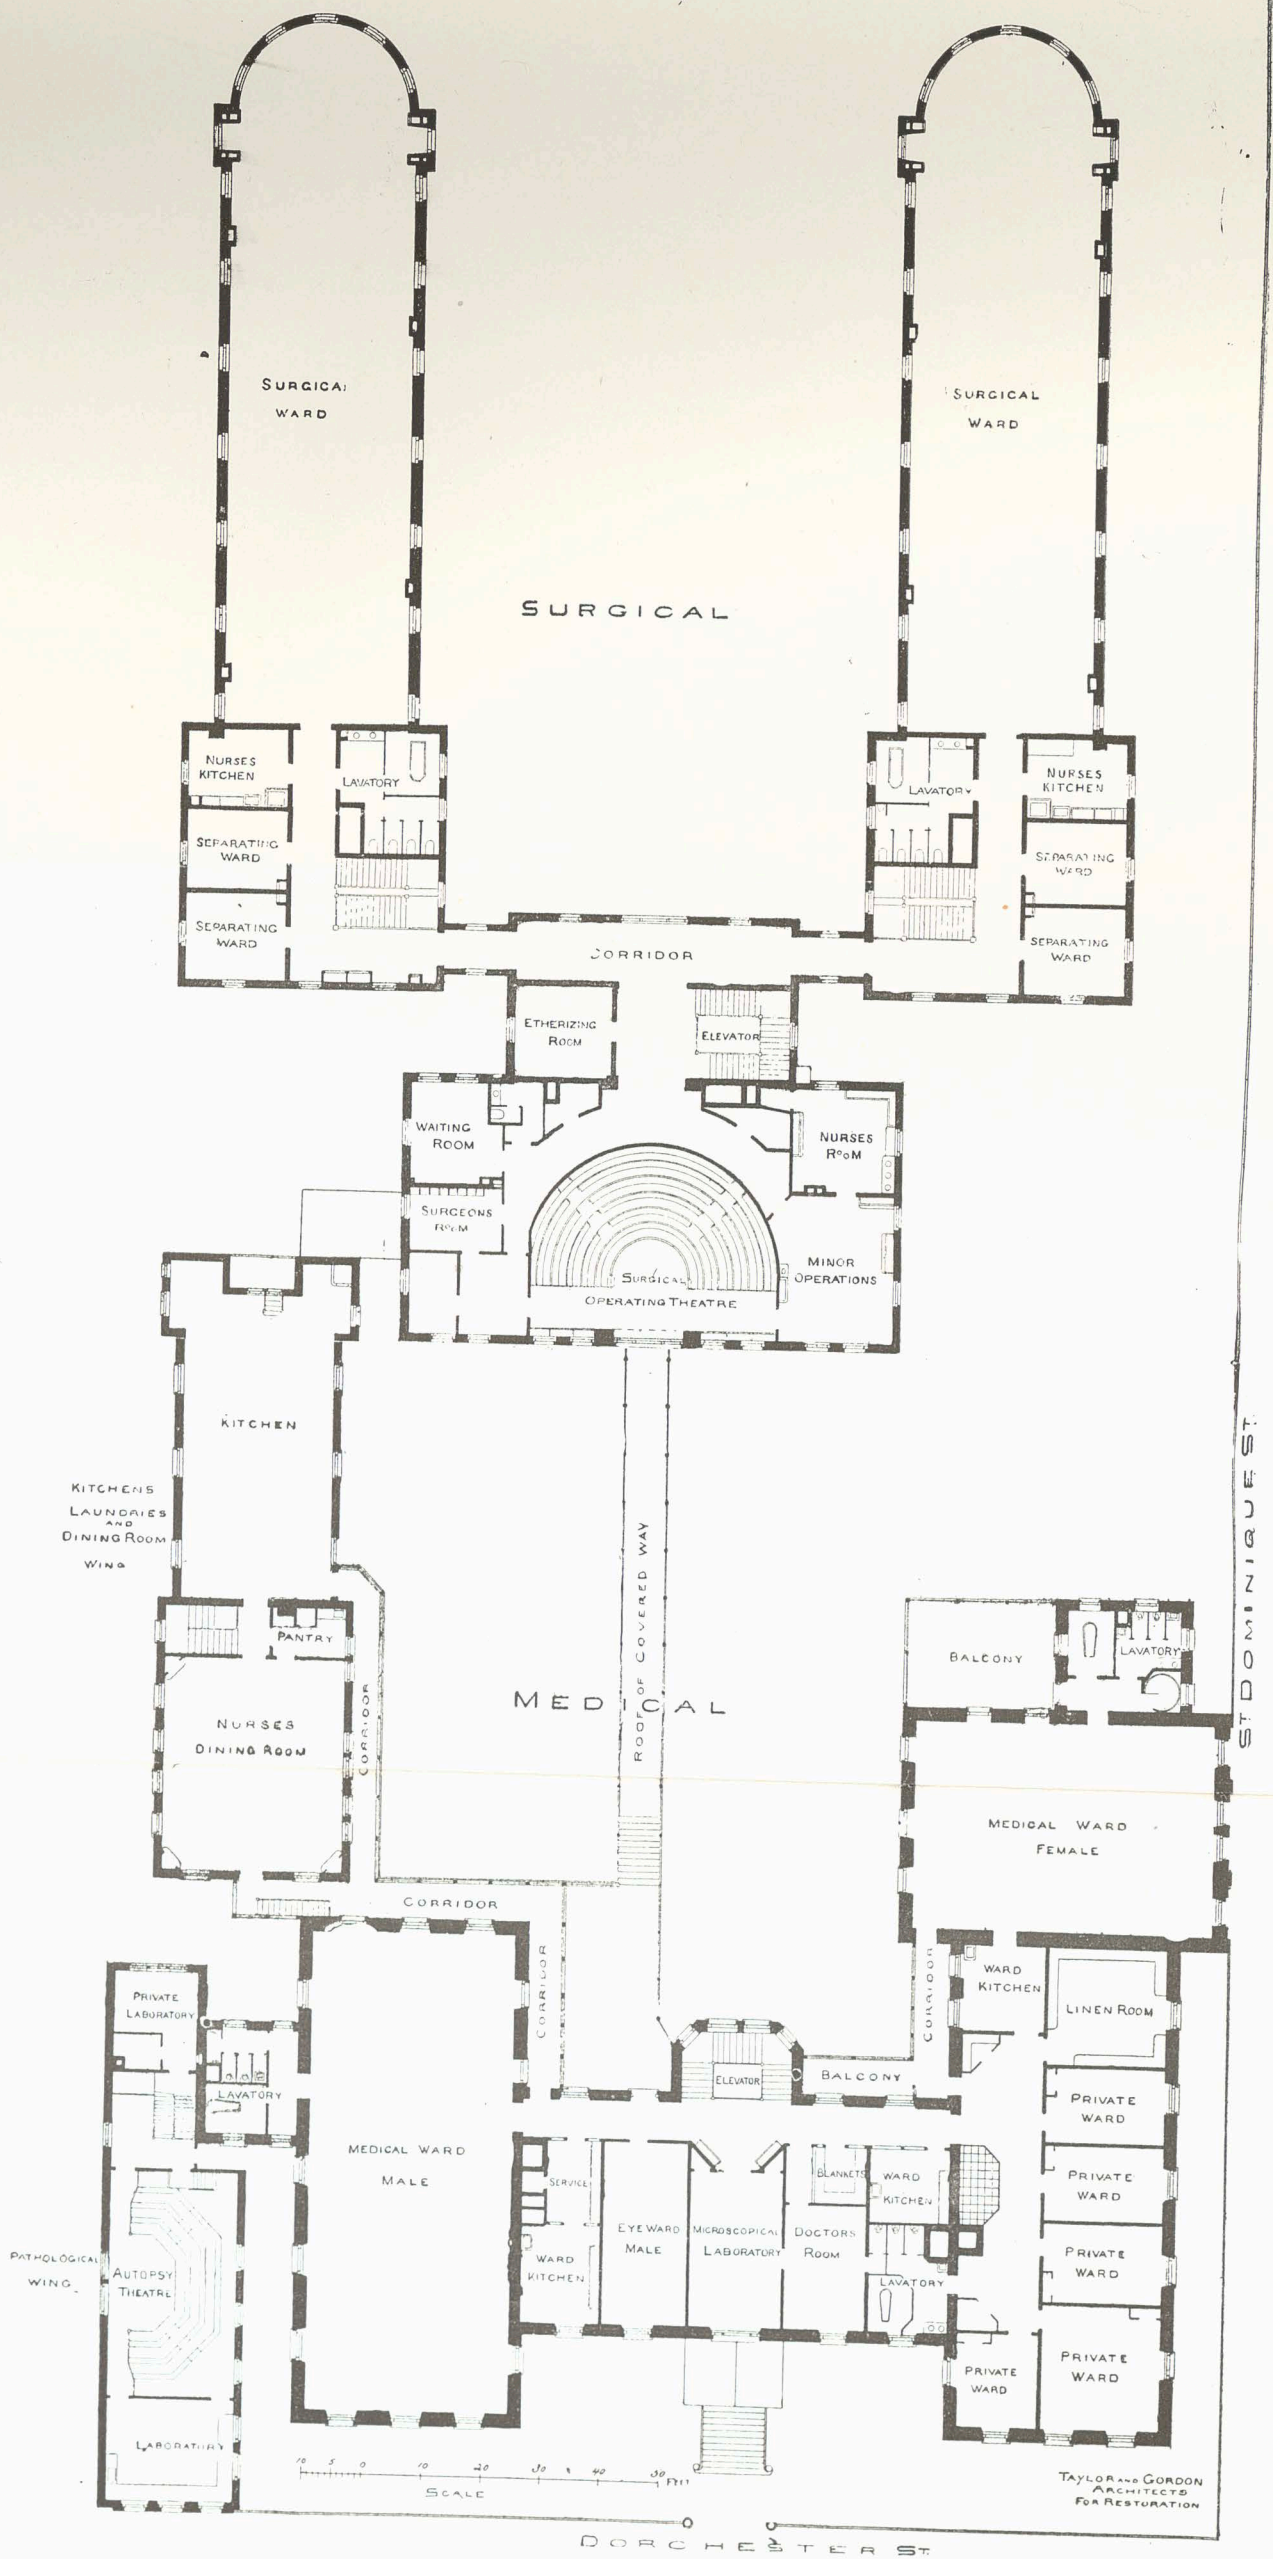 SURGICAL
WARD
SURGICAL
WARD
SURGICAL
NURSES
KITCHEN
LAVATORY
LAVATORY
NURSES
KITCHEN
SEPARATING
WARD
SEPARATING
WARD
SEPARATING
WARD
SEPARATING
WARD
CORRIDOR
ETHERIZING
ROOM
ELEVATOR
WAITING
ROOM
NURSES
ROOM
SURGEONS
ROOM
MINOR
OPERATIONS
SURGICAL
OPERATING THEATRE
KITCHEN
KITCHENS
LAUNDRIES
AND
DINING ROOM
WING
ROOF OF COVERED WAY
ST DOMINIQUE ST.
PANTRY
BALCONY
LAVATORY
MEDICAL
NURSES
DINING ROOM
CORRIDOR
MEDICAL WARD
FEMALE
CORRIDOR
CORRIDOR
CORRIDOR
WARD
KITCHEN
LINEN ROOM
PRIVATE
LABORATORY
LAVATORY
ELEVATOR
BALCONY
PRIVATE
WARD
MEDICAL WARD
MALE
SERVICE
BLANKETS
WARD
KITCHEN
PRIVATE
WARD
EYE WARD
MALE
MICROSCOPICAL
LABORATORY
DOCTORS
ROOM
PRIVATE
WARD
PATHOLOGICAL
WING.
AUTOPSY
THEATRE
WARD
KITCHEN
LAVATORY
PRIVATE
WARD
PRIVATE
WARD
LABORATORY
10 5 0 10 20 30 40 50 FEET
SCALE
TAYLOR AND GORDON
ARCHITECTS
FOR RESTORATION
DORCHESTER ST.